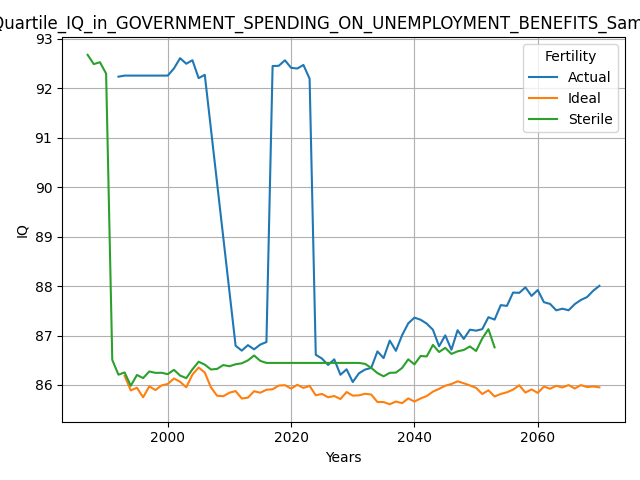 Quartile_IQ_in_GOVERNMENT_SPENDING_ON_UNEMPLOYMENT_BENEFITS_Sam
93
92
91
90
89
88
87
86
IQ
Fertility
Actual
Ideal
Sterile
2000
2020
2040
2060
Years